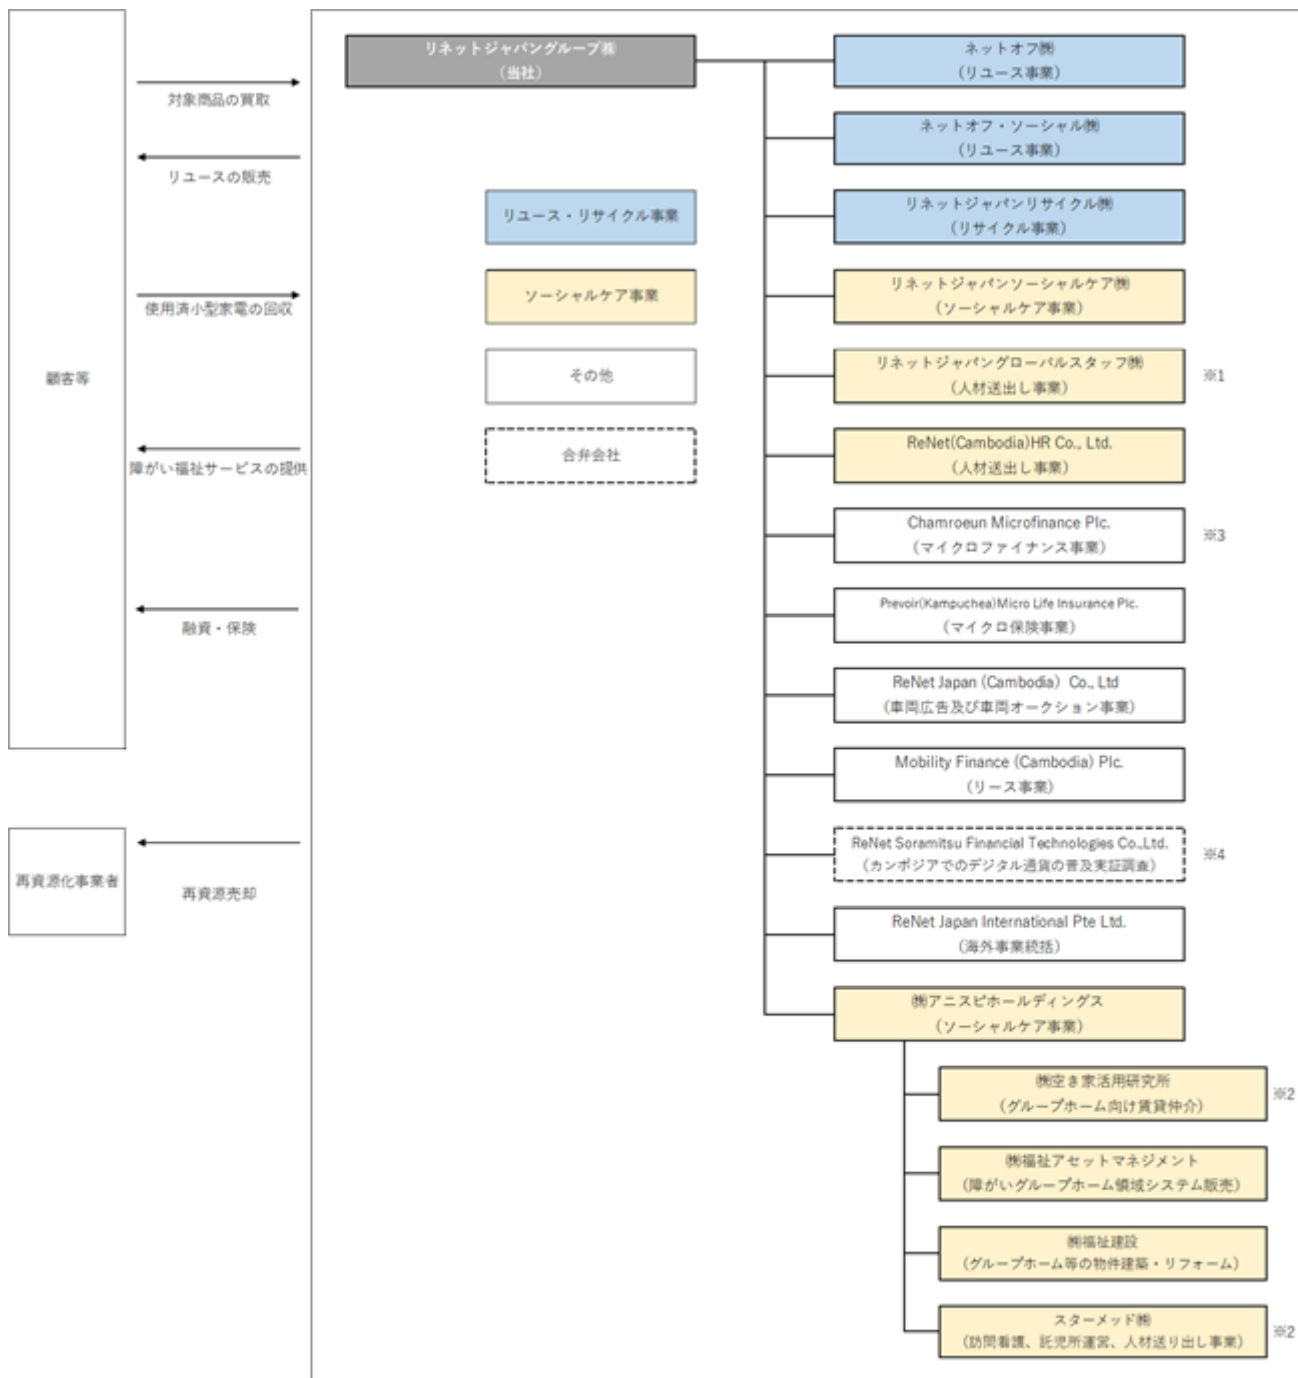 リネットジャパングループ㈱
(当社)
対象商品の買取
リユースの販売
使用済小型家電の回収
顧客等
障がい福祉サービスの提供
融資・保険
再資源化事業者
再資源売却
リユース・リサイクル事業
ソーシャルケア事業
その他
合弁会社
ネットオフ㈱
(リユース事業)
ネットオフ・ソーシャル㈱
(リユース事業)
リネットジャパンリサイクル㈱
(リサイクル事業)
リネットジャパンソーシャルケア㈱
(ソーシャルケア事業)
リネットジャパングローバルスタッフ㈱
(人材送出し事業)
※1
ReNet(Cambodia)HR Co., Ltd.
(人材送出し事業)
Chamroeun Microfinance Plc.
(マイクロファイナンス事業)
※3
Prevoir(Kampuchea)Micro Life Insurance Plc.
(マイクロ保険事業)
ReNet Japan (Cambodia) Co., Ltd
(車両広告及び車両オークション事業)
Mobility Finance (Cambodia) Plc.
(リース事業)
ReNet Soramitsu Financial Technologies Co.,Ltd.
(カンボジアでのデジタル通貨の普及実証調査)
※4
ReNet Japan International Pte Ltd.
(海外事業統括)
㈱アニスピホールディングス
(ソーシャルケア事業)
㈱空き家活用研究所
(グループホーム向け賃貸仲介)
※2
㈱福祉アセットマネジメント
(障がいグループホーム領域システム販売)
㈱福祉建設
(グループホーム等の物件建築・リフォーム)
スターメッド㈱
(訪問看護、託児所運営、人材送り出し事業)
※2